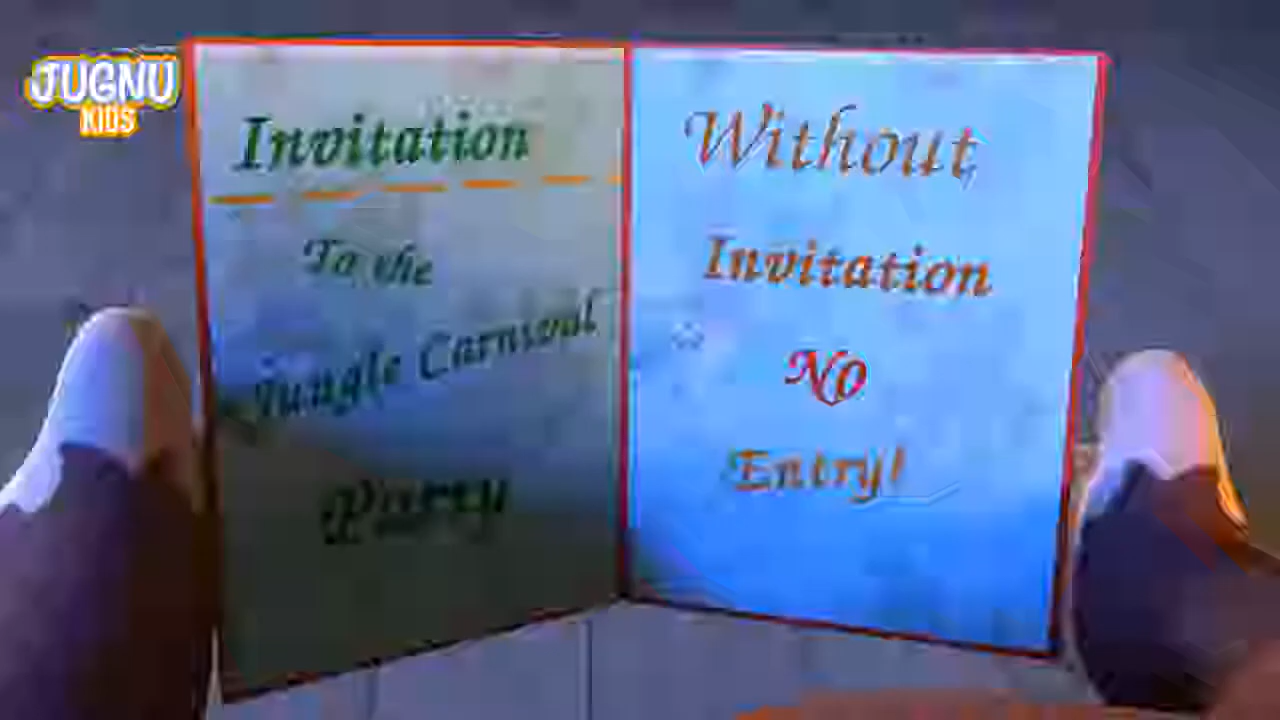 JUGNU
KIDS
Invitation
To the
Jungle Carnival
Party
Without
Invitation
No
Entry!